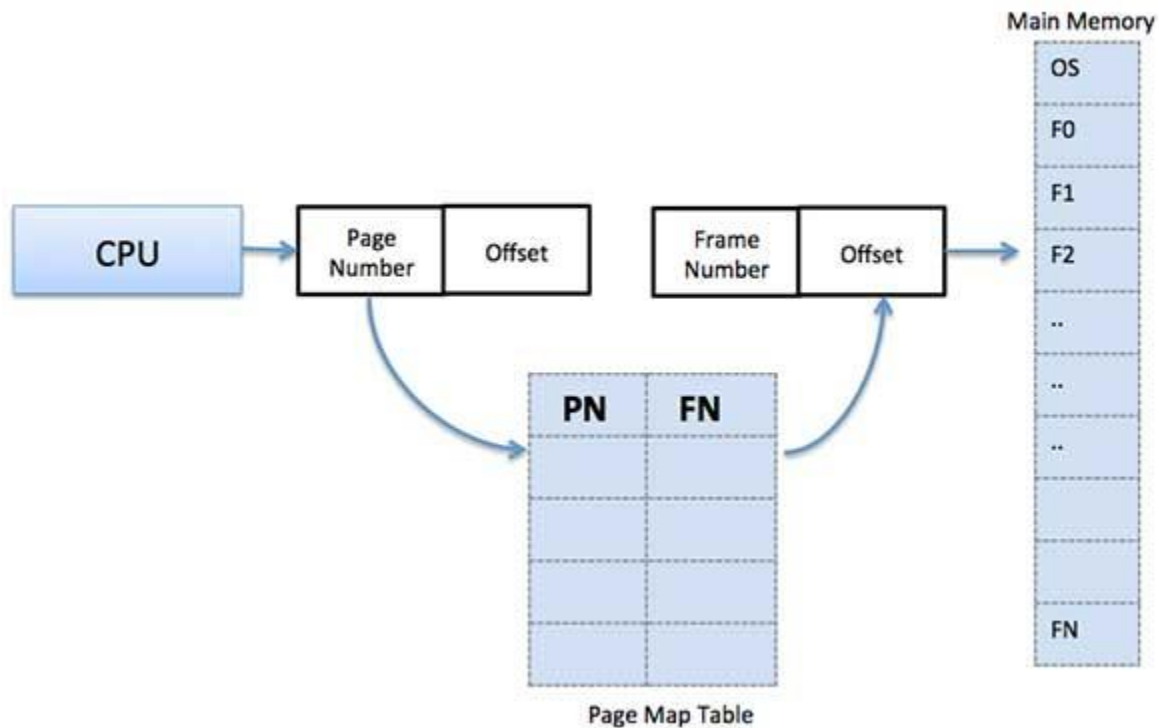 Main Memory
OS
F0
F1
F2
..
..
..
FN
CPU
Page
Number
Offset
Frame
Number
Offset
PN
FN
Page Map Table